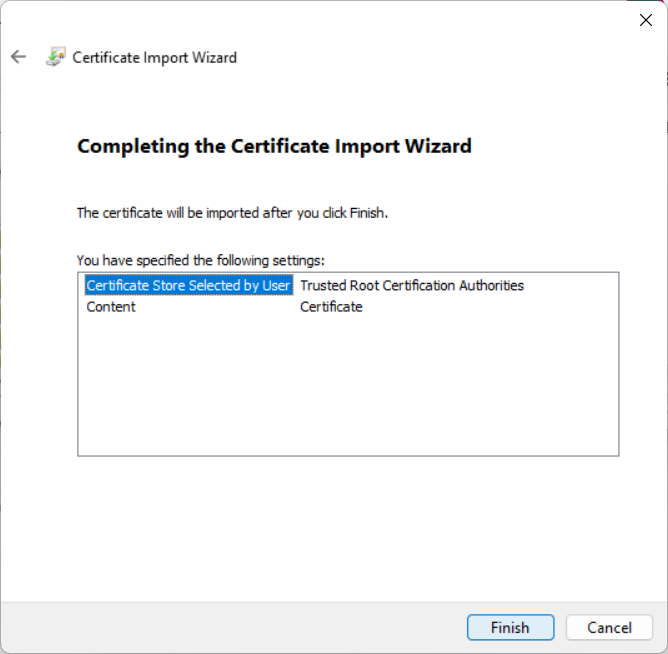 Certificate Import Wizard
Completing the Certificate Import Wizard
The certificate will be imported after you click Finish.
You have specified the following settings:
Certificate Store Selected by User Trusted Root Certification Authorities
Content Certificate
Finish Cancel